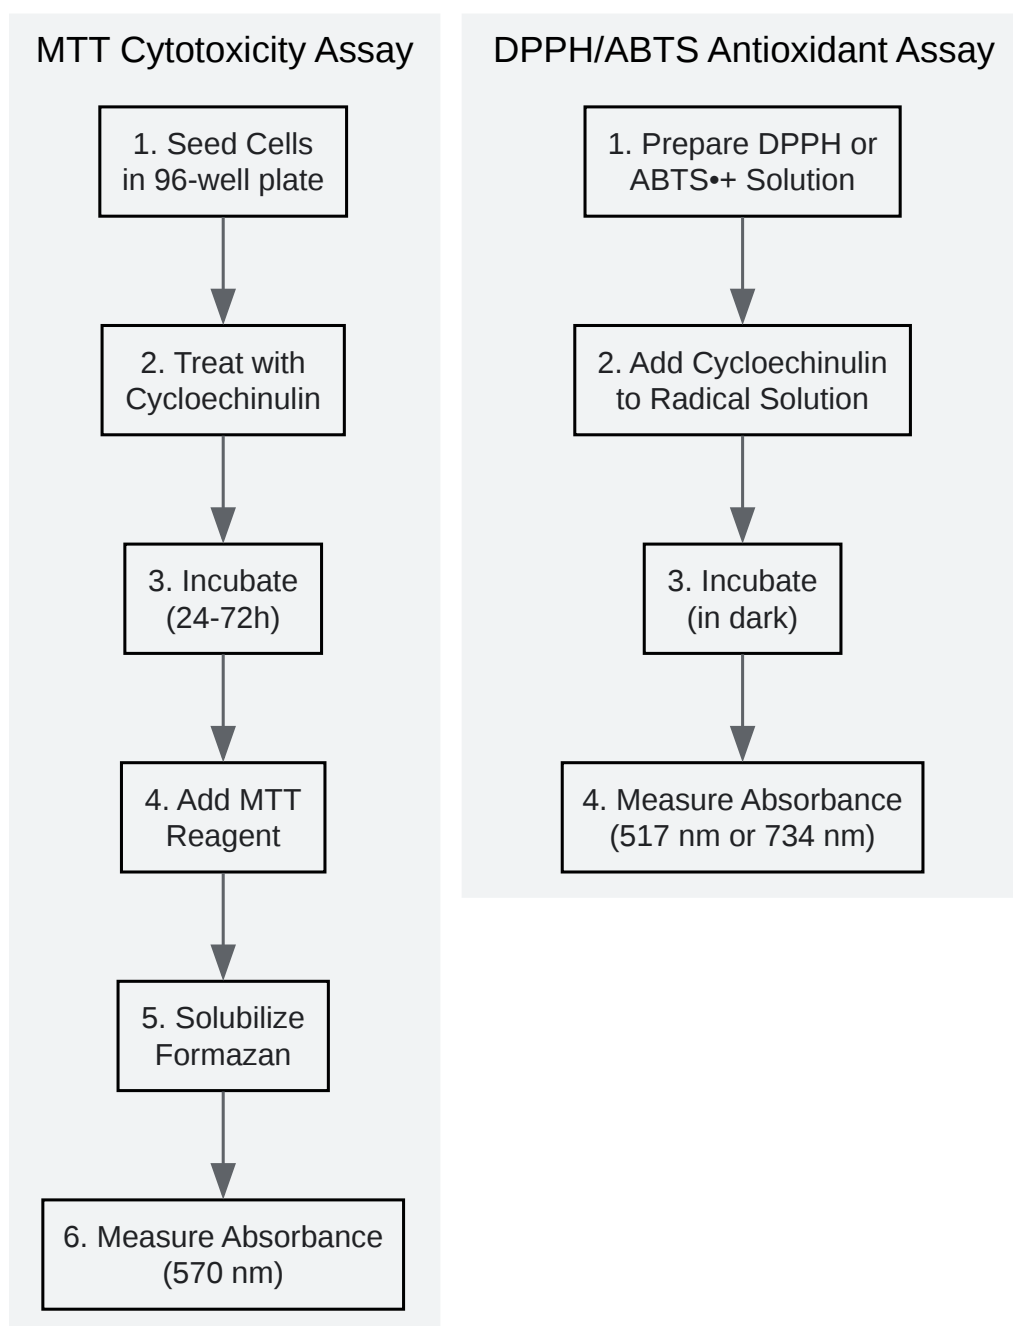 MTT Cytotoxicity Assay
1. Seed Cells
in 96-well plate
2. Treat with
Cycloechinulin
3. Incubate
(24-72h)
4. Add MTT
Reagent
5. Solubilize
Formazan
6. Measure Absorbance
(570 nm)
DPPH/ABTS Antioxidant Assay
1. Prepare DPPH or
ABTS•+ Solution
2. Add Cycloechinulin
to Radical Solution
3. Incubate
(in dark)
4. Measure Absorbance
(517 nm or 734 nm)